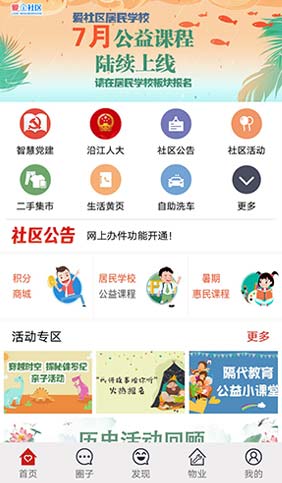 爱全社区
爱社区居民学校
7月公益课程
陆续上线
请在居民学校板块报名
智慧党建
沿江人大
社区公告
社区活动
二手集市
生活黄页
自助洗车
更多
社区公告
网上办件功能开通!
积分
商城
居民学校
公益课程
暑期
惠民课程
活动专区
更多
穿越时空 探秘侏罗纪
亲子活动
火热报名
隔代教育
公益小课堂
历史活动回顾
首页
圈子
发现
物业
我的